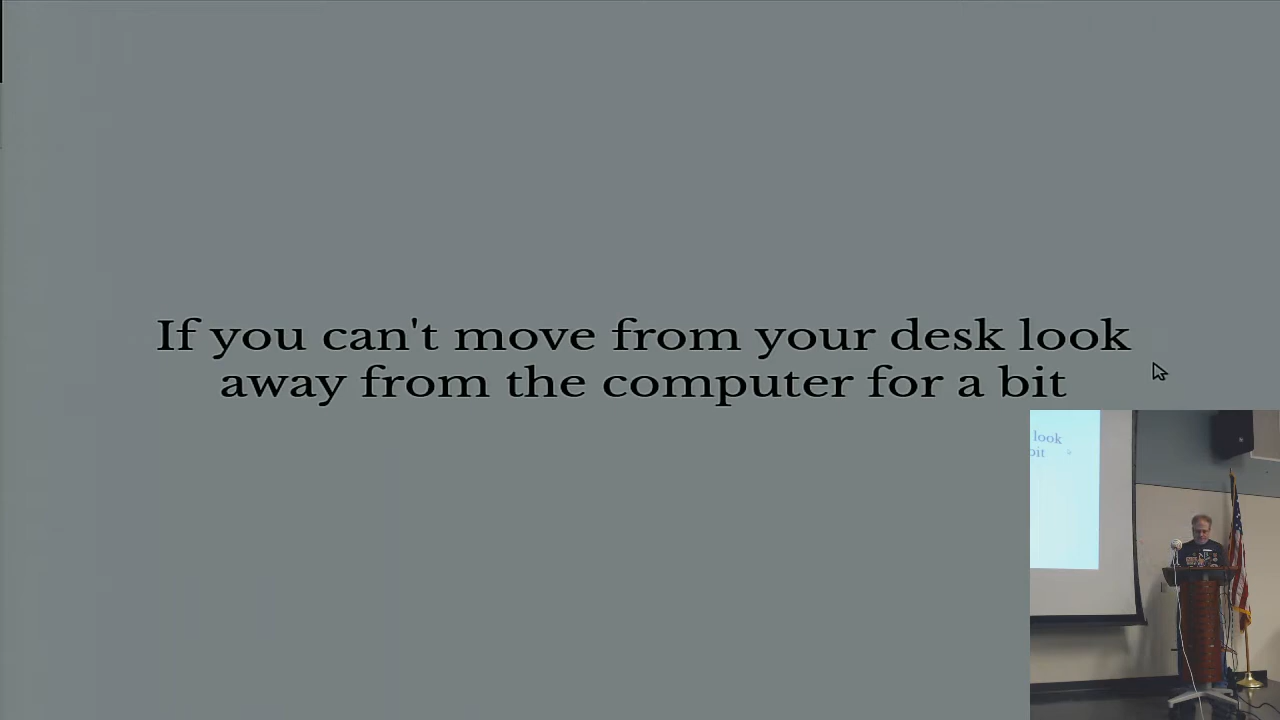 If you can't move from your desk look
away from the computer for a bit
look
bit